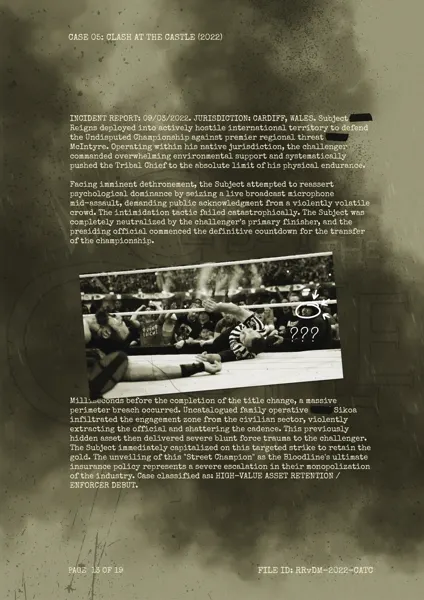 CASE 05: CLASH AT THE CASTLE (2022)
INCIDENT REPORT: 09/03/2022. JURISDICTION: CARDIFF, WALES. Subject
Reigns deployed into actively hostile international territory to defend
the Undisputed Championship against premier regional threat
McIntyre. Operating within his native jurisdiction, the challenger
commanded overwhelming environmental support and systematically
pushed the Tribal Chief to the absolute limit of his physical endurance.
Facing imminent dethronement, the Subject attempted to reassert
psychological dominance by seizing a live broadcast microphone
mid-assault, demanding public acknowledgment from a violently volatile
crowd. The intimidation tactic failed catastrophically. The Subject was
completely neutralized by the challenger's primary finisher, and the
presiding official commenced the definitive countdown for the transfer
of the championship.
???
Milliseconds before the completion of the title change, a massive
perimeter breach occurred. Uncatalogued family operative Sikoa
infiltrated the engagement zone from the civilian sector, violently
extracting the official and shattering the cadence. This previously
hidden asset then delivered severe blunt force trauma to the challenger.
The Subject immediately capitalized on this targeted strike to retain the
gold. The unveiling of this "Street Champion" as the Bloodline's ultimate
insurance policy represents a severe escalation in their monopolization
of the industry. Case classified as: HIGH-VALUE ASSET RETENTION /
ENFORCER DEBUT.
PAGE 13 OF 19
FILE ID: RRvDM-2022-CATC